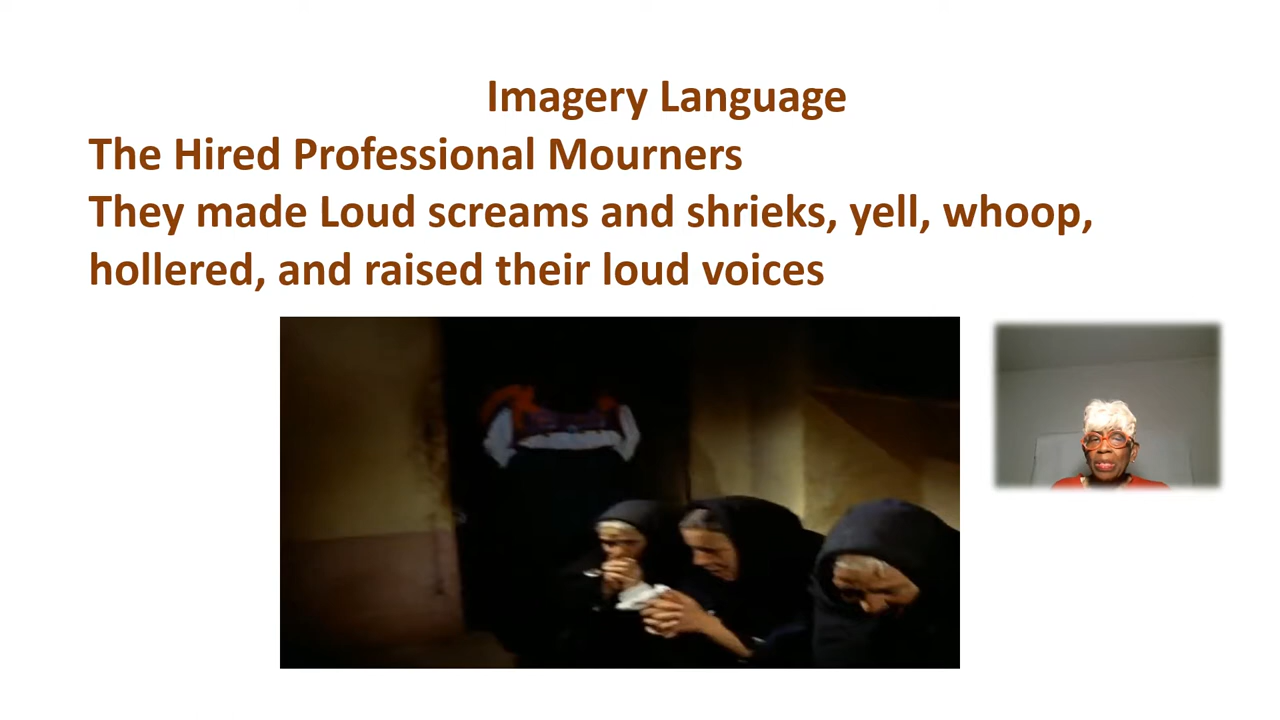 Imagery Language
The Hired Professional Mourners
They made Loud screams and shrieks, yell, whoop,
hollered, and raised their loud voices